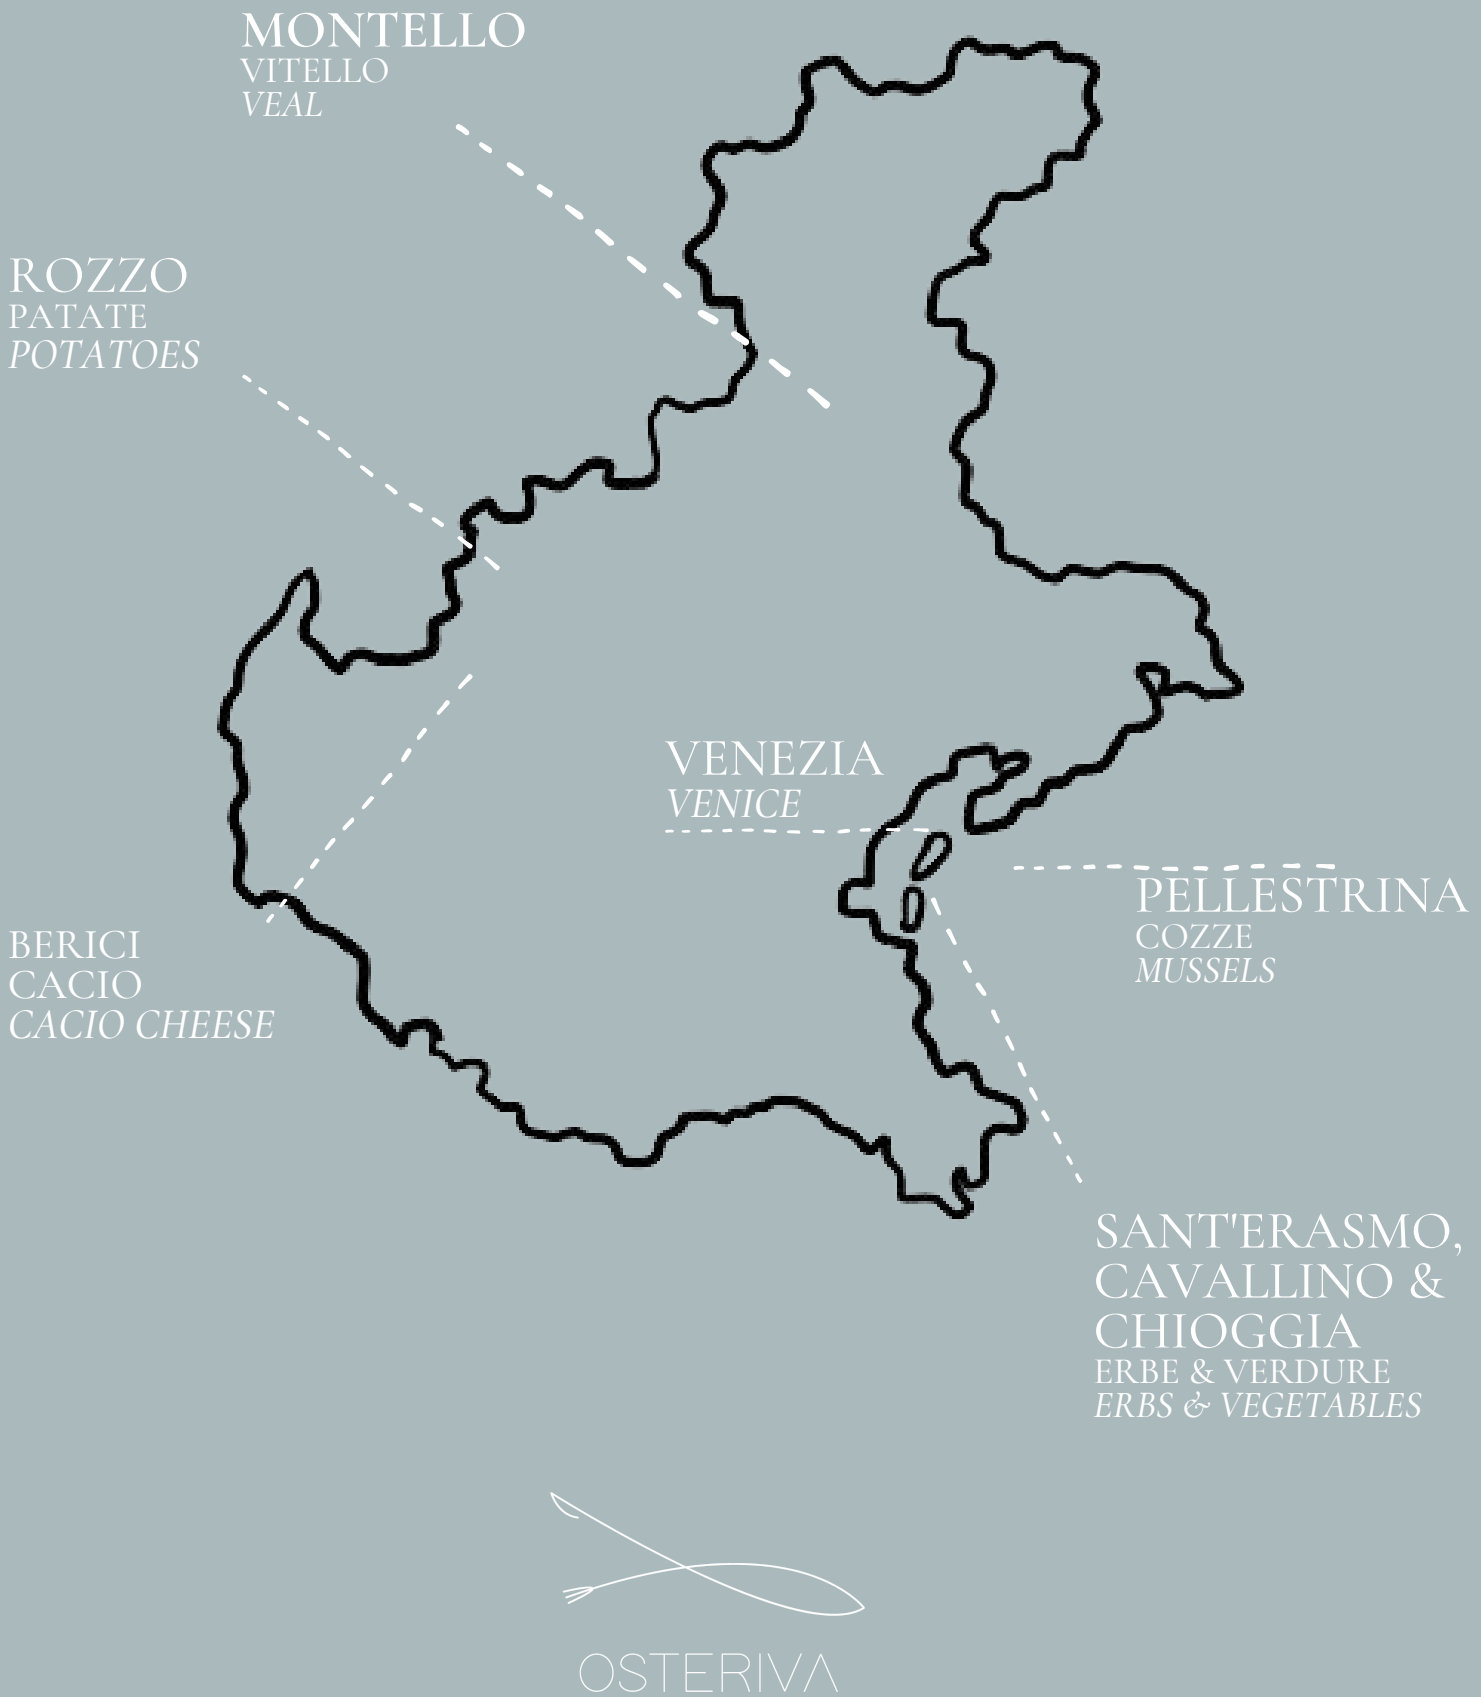 MONTELLO
VITELLO
VEAL
ROZZO
PATATE
POTATOES
VENEZIA
VENICE
PELLESTRINA
COZZE
MUSSELS
BERICI
CACIO
CACIO CHEESE
SANT'ERASMO,
CAVALLINO &
CHIOGGIA
ERBE & VERDURE
ERBS & VEGETABLES
OSTERIVA